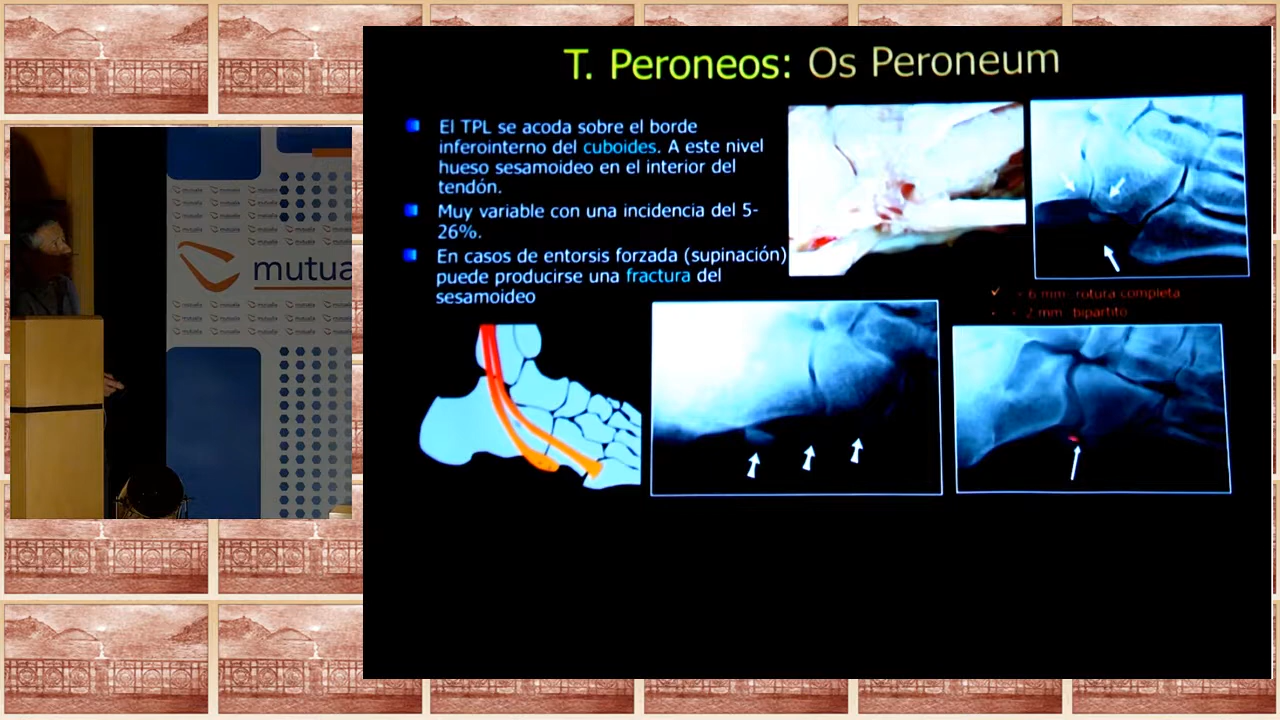 T. Peroneos: Os Peroneum
El TPL se acoda sobre el borde
inferointerno del cuboides. A este nivel
hueso sesamoideo en el interior del
tendón.
Muy variable con una incidencia del 5-
26%.
En casos de entorsis forzada (supinación)
puede producirse una fractura del
sesamoideo
> 6 mm rotura completa
< 2 mm bipartito
mutua